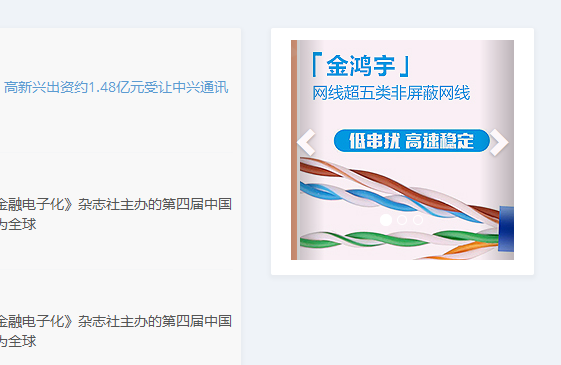 高新兴出资约1.48亿元受让中兴通讯
金融电子化》杂志社主办的第四届中国
为全球
金融电子化》杂志社主办的第四届中国
为全球
「金鸿宇」
网线超五类非屏蔽网线
低串扰 高速稳定